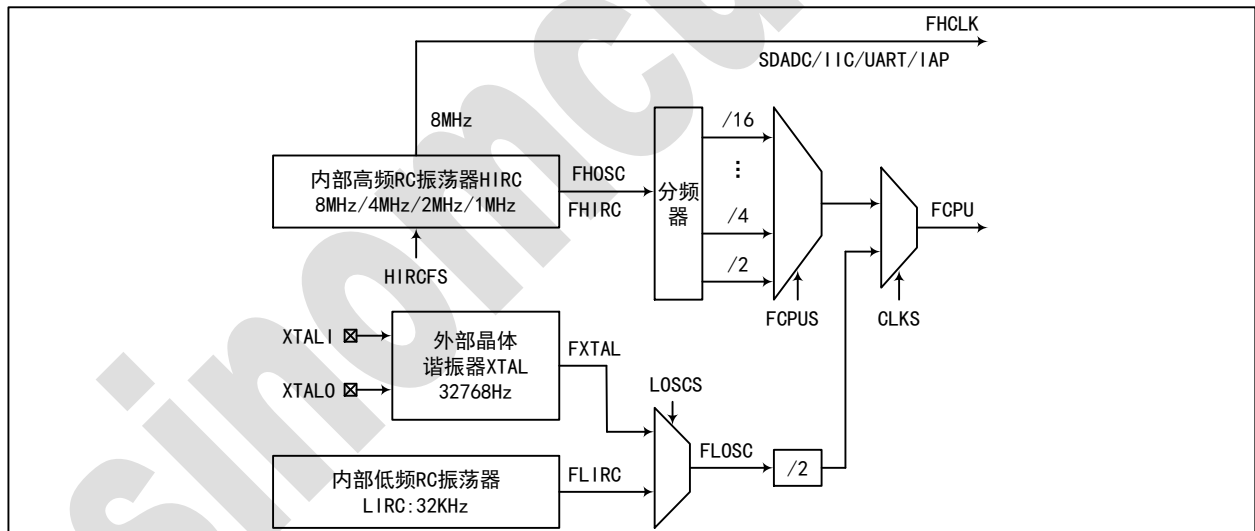 FHCLK
SDADC/IIC/UART/IAP
8MHz
内部高频RC振荡器HIRC
8MHz/4MHz/2MHz/1MHz
HIRCFS
FHOSC
FHIRC
分频
器
/16
...
/4
/2
FCPUS
CLKS
FCPU
XTALI
XTALO
外部晶体
谐振器XTAL
32768Hz
FXTAL
LOSCS
内部低频RC振荡器
LIRC:32KHz
FLIRC
FLOSC
/2
sinomcu